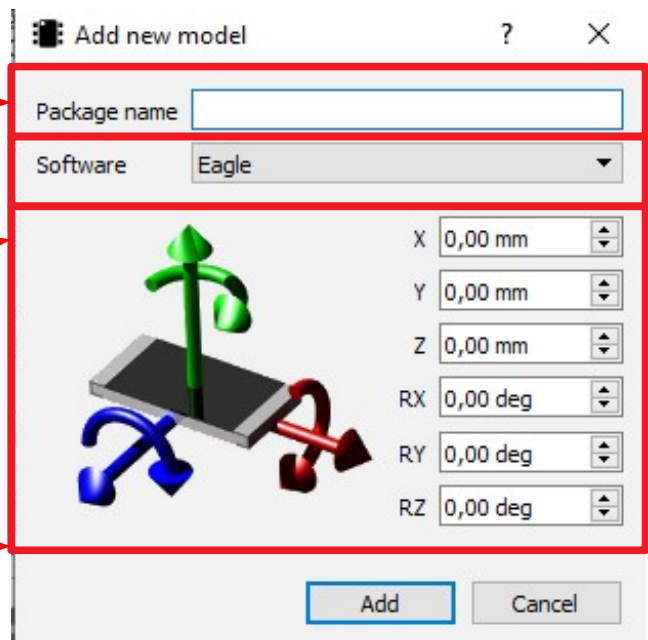 Add new model
Package name
Software Eagle
X 0,00 mm
Y 0,00 mm
Z 0,00 mm
RX 0,00 deg
RY 0,00 deg
RZ 0,00 deg
Add Cancel